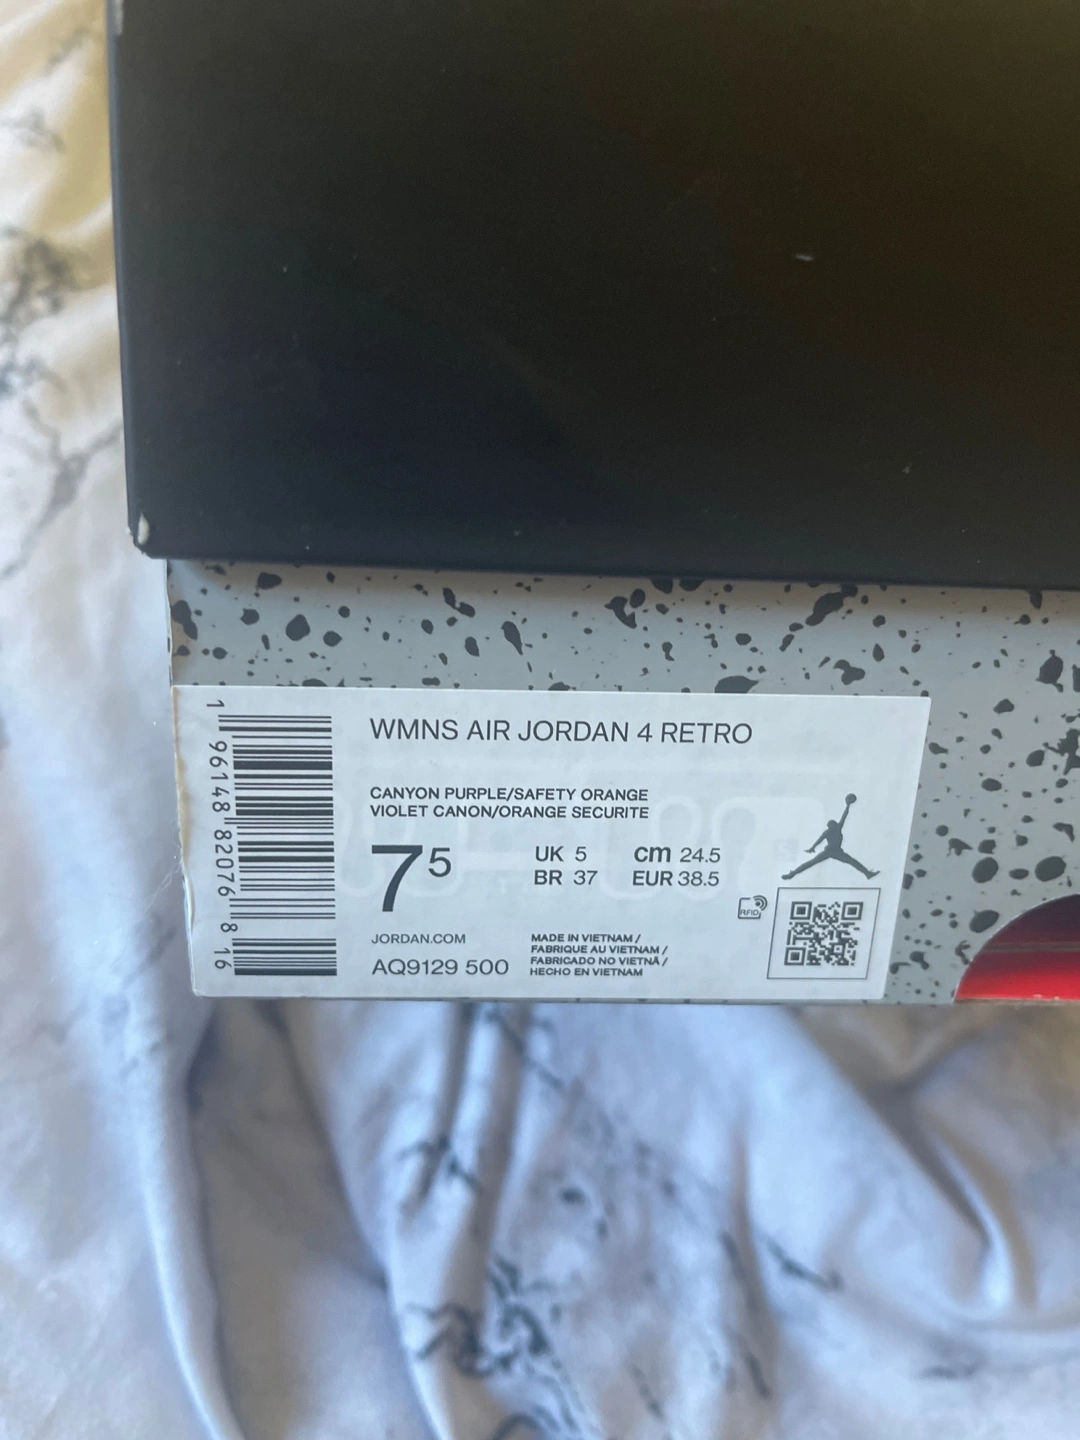 WMNS AIR JORDAN 4 RETRO
CANYON PURPLE/SAFETY ORANGE
VIOLET CANON/ORANGE SECURITE
7 5
UK 5
BR 37
cm 24.5
EUR 38.5
RFID
JORDAN.COM
AQ9129 500
MADE IN VIETNAM /
FABRIQUE AU VIETNAM /
FABRICADO NO VIETNÃ /
HECHO EN VIETNAM
1 96148 82076 8 16